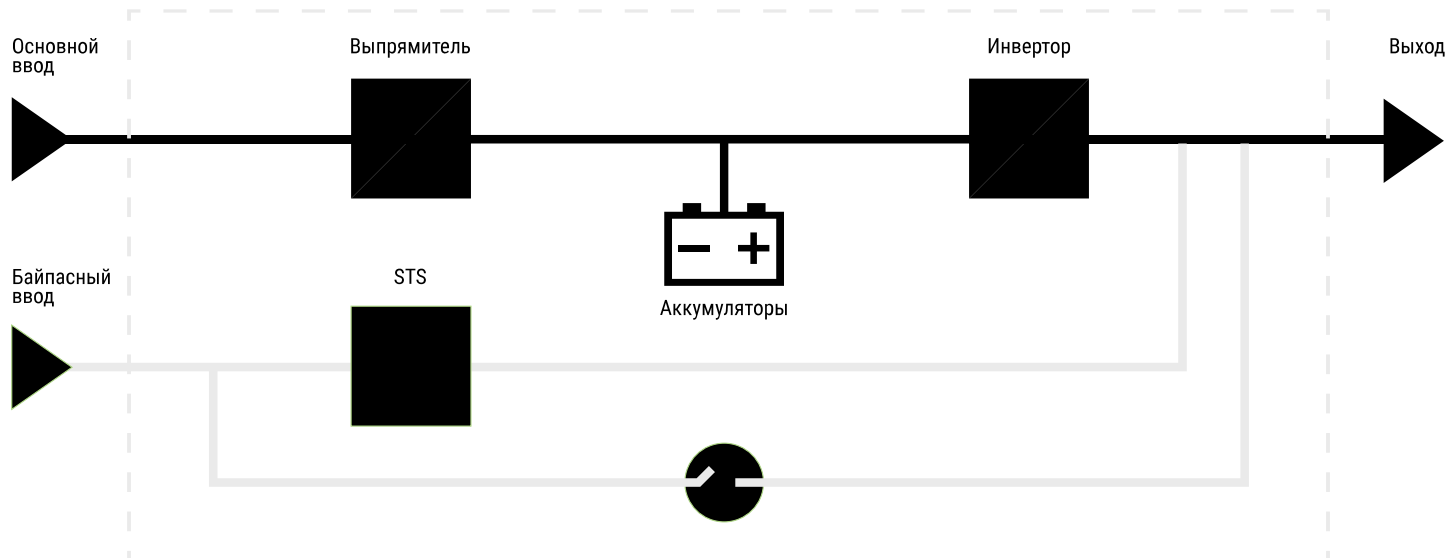 Основной
ввод
Выпрямитель
Инвертор
Выход
Байпасный
ввод
STS
Аккумуляторы